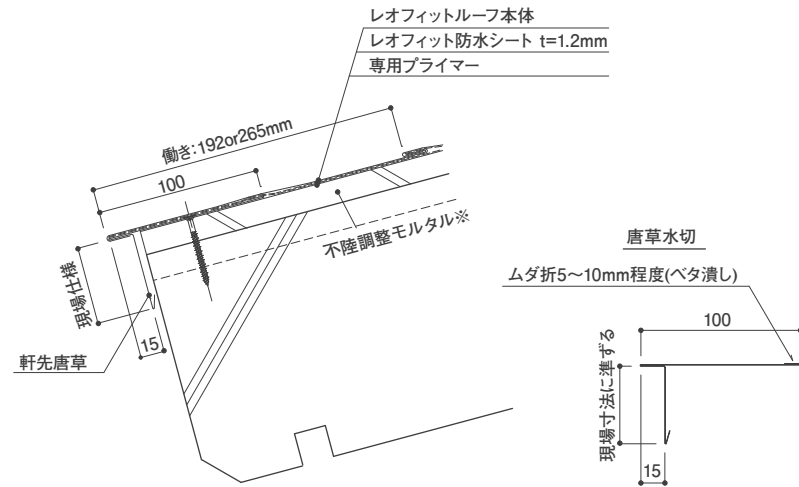 レオフィットルーフ本体
レオフィット防水シート t=1.2mm
専用プライマー
働き:192or265mm
100
不陸調整モルタル※
現場仕様
15
軒先唐草
唐草水切
ムダ折5～10mm程度(ベタ潰し)
100
現場寸法に準ずる
15